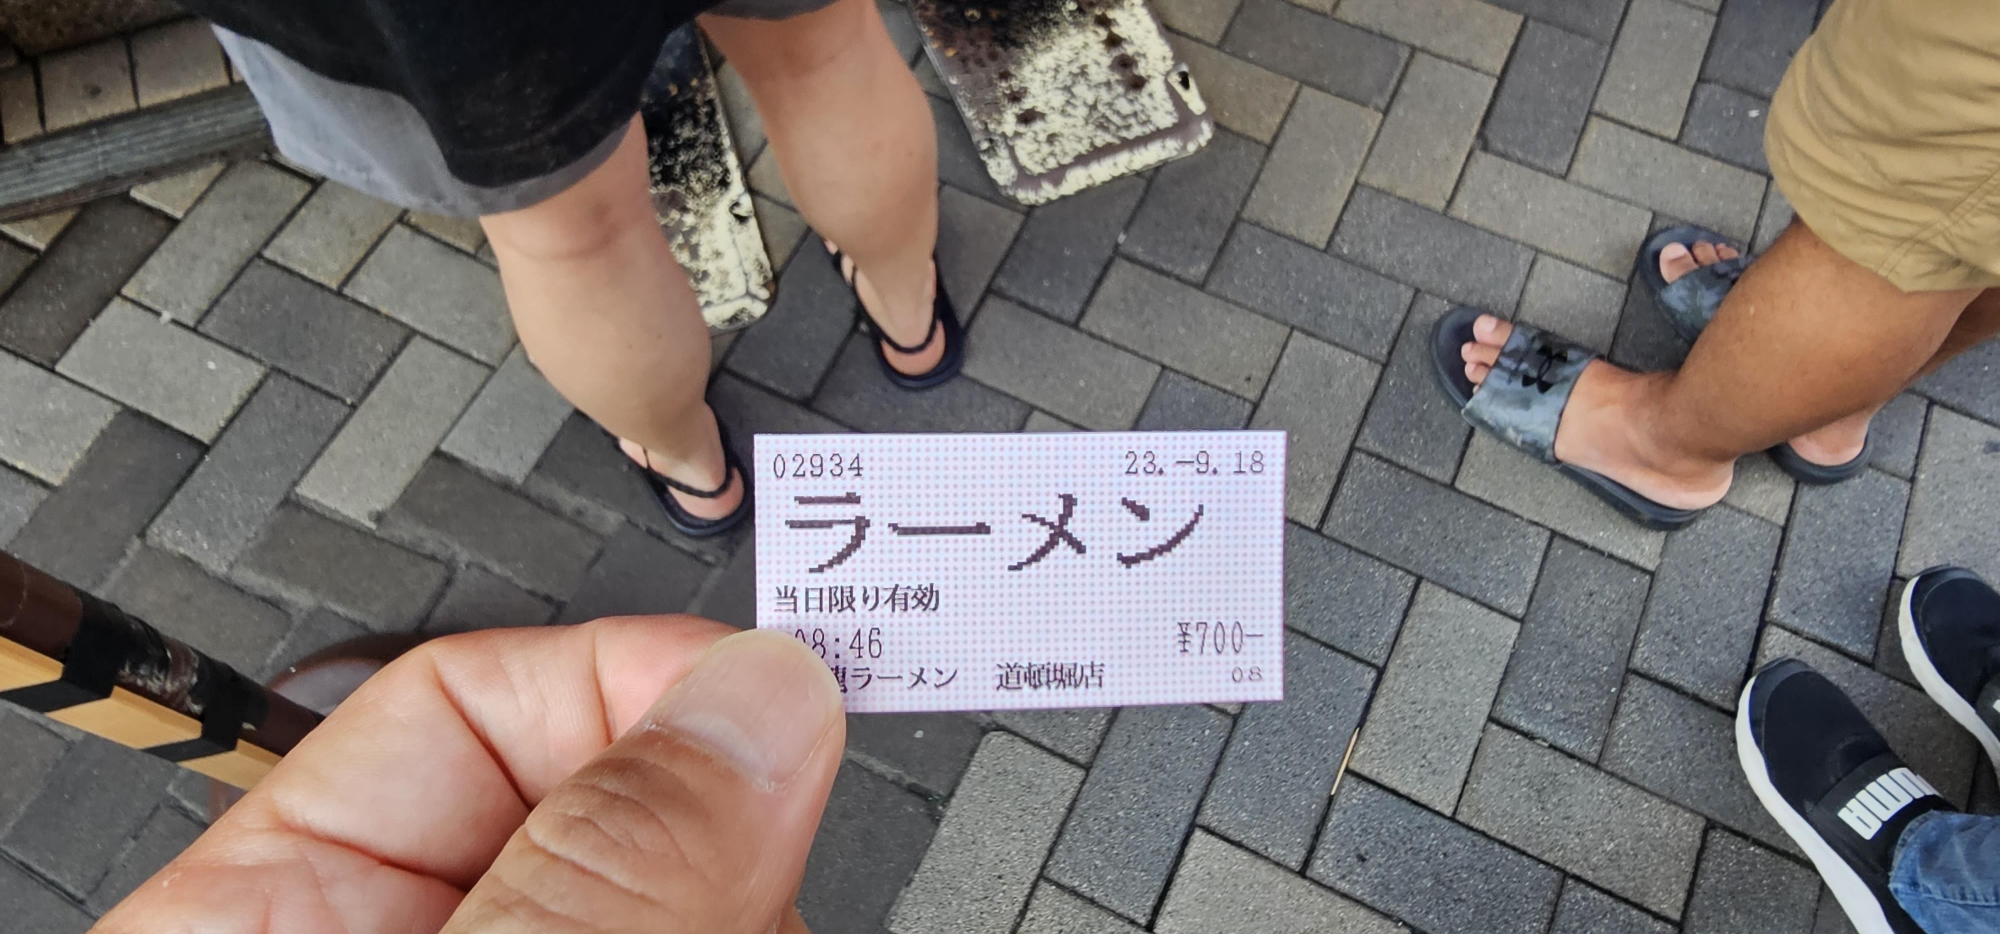 02934 23.-9.18
ラーメン
当日限り有効
08:46 ¥700-
龍ラーメン 道頓堀店 08
PUMA